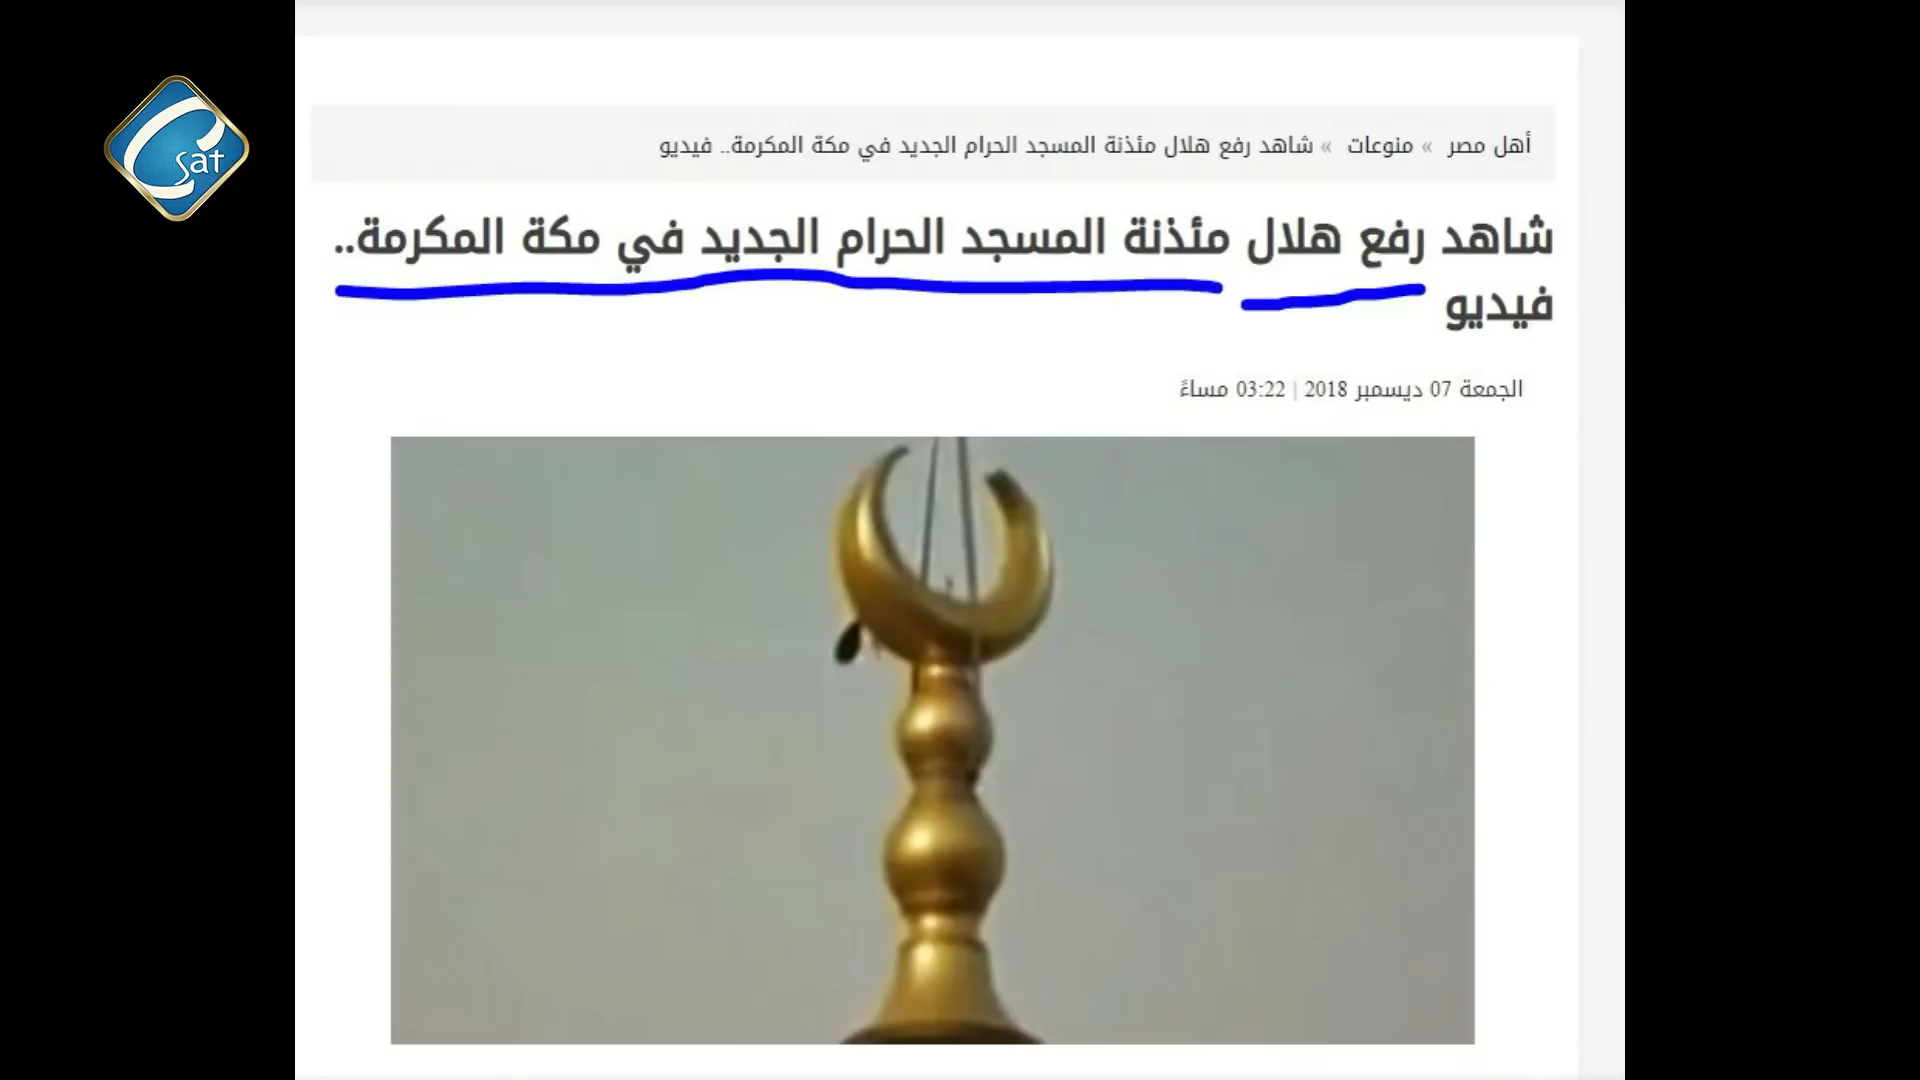 Csat
أهل مصر » منوعات » شاهد رفع هلال مئذنة المسجد الحرام الجديد في مكة المكرمة.. فيديو
شاهد رفع هلال مئذنة المسجد الحرام الجديد في مكة المكرمة..
فيديو
الجمعة 07 ديسمبر 2018 | 03:22 مساءً